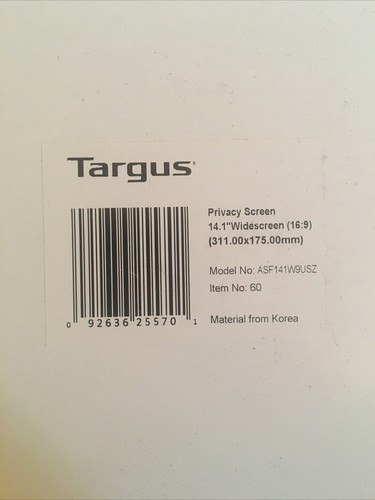 Targus
Privacy Screen
14.1"Widescreen (16:9)
(311.00x175.00mm)
Model No: ASF141W9USZ
Item No: 60
Material from Korea
0 92636 25570 1